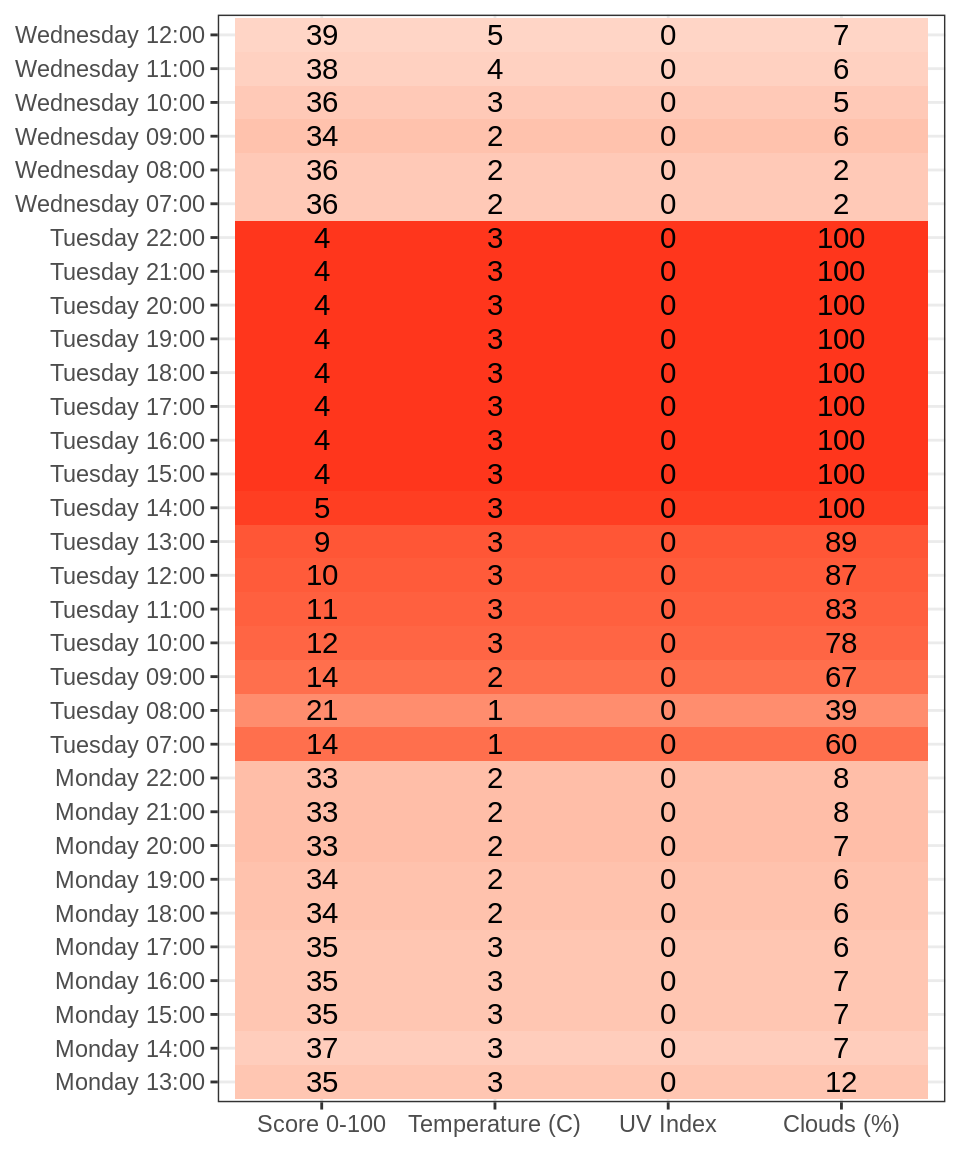 Wednesday 12:00 39 5 0 7
Wednesday 11:00 38 4 0 6
Wednesday 10:00 36 3 0 5
Wednesday 09:00 34 2 0 6
Wednesday 08:00 36 2 0 2
Wednesday 07:00 36 2 0 2
Tuesday 22:00 4 3 0 100
Tuesday 21:00 4 3 0 100
Tuesday 20:00 4 3 0 100
Tuesday 19:00 4 3 0 100
Tuesday 18:00 4 3 0 100
Tuesday 17:00 4 3 0 100
Tuesday 16:00 4 3 0 100
Tuesday 15:00 4 3 0 100
Tuesday 14:00 5 3 0 100
Tuesday 13:00 9 3 0 89
Tuesday 12:00 10 3 0 87
Tuesday 11:00 11 3 0 83
Tuesday 10:00 12 3 0 78
Tuesday 09:00 14 2 0 67
Tuesday 08:00 21 1 0 39
Tuesday 07:00 14 1 0 60
Monday 22:00 33 2 0 8
Monday 21:00 33 2 0 8
Monday 20:00 33 2 0 7
Monday 19:00 34 2 0 6
Monday 18:00 34 2 0 6
Monday 17:00 35 3 0 6
Monday 16:00 35 3 0 7
Monday 15:00 35 3 0 7
Monday 14:00 37 3 0 7
Monday 13:00 35 3 0 12
Score 0-100 Temperature (C) UV Index Clouds (%)